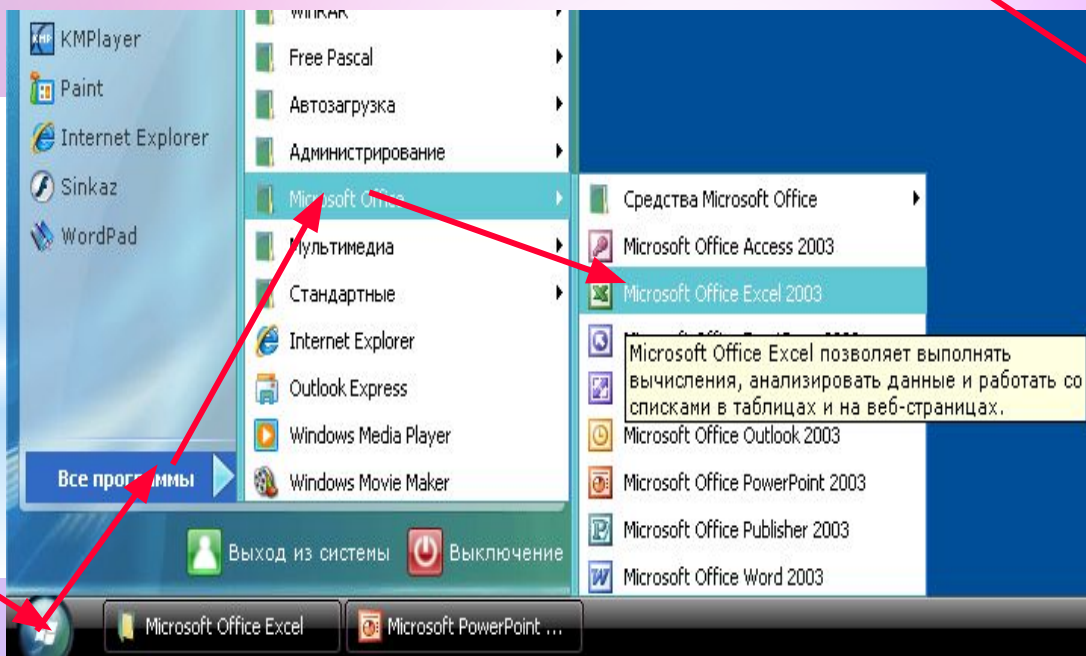 KMPlayer
Paint
Internet Explorer
Sinkaz
WordPad
Все программы
WinRAR
Free Pascal
Автозагрузка
Администрирование
Microsoft Office
Мультимедиа
Стандартные
Internet Explorer
Outlook Express
Windows Media Player
Windows Movie Maker
Средства Microsoft Office
Microsoft Office Access 2003
Microsoft Office Excel 2003
Microsoft Office Excel позволяет выполнять
вычисления, анализировать данные и работать со
списками в таблицах и на веб-страницах.
Microsoft Office Outlook 2003
Microsoft Office PowerPoint 2003
Microsoft Office Publisher 2003
Microsoft Office Word 2003
Выход из системы
Выключение
Microsoft Office Excel
Microsoft PowerPoint ...